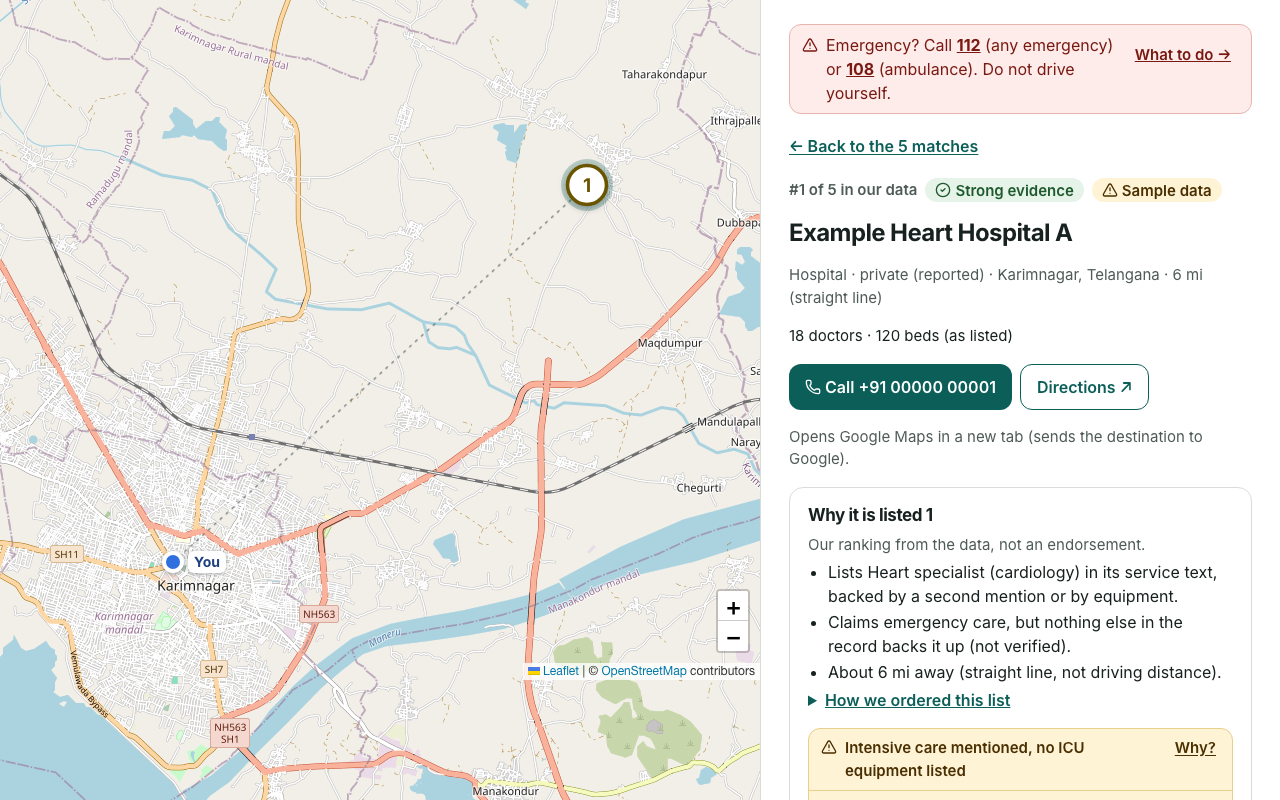 Karimnagar Rural mandal
Taharakondapur
Ithrajpalle
Ramadugu mandal
1
Dubbapa
Maqdumpur
Sa
Mandulapall
Naray
Karim
Chegurti
SH11
You
Karimnagar
Karimnagar
mandal
NH563
Maneru
Manakondur mandal
SH7
Vemulawada Bypass
NH563
SH1
Manakondur
+
−
Leaflet | © OpenStreetMap contributors
Emergency? Call 112 (any emergency)
or 108 (ambulance). Do not drive
yourself.
What to do →
← Back to the 5 matches
#1 of 5 in our data Strong evidence Sample data
Example Heart Hospital A
Hospital · private (reported) · Karimnagar, Telangana · 6 mi
(straight line)
18 doctors · 120 beds (as listed)
Call +91 00000 00001 Directions ↗
Opens Google Maps in a new tab (sends the destination to
Google).
Why it is listed 1
Our ranking from the data, not an endorsement.
• Lists Heart specialist (cardiology) in its service text,
backed by a second mention or by equipment.
• Claims emergency care, but nothing else in the
record backs it up (not verified).
• About 6 mi away (straight line, not driving distance).
▶ How we ordered this list
Intensive care mentioned, no ICU
equipment listed
Why?